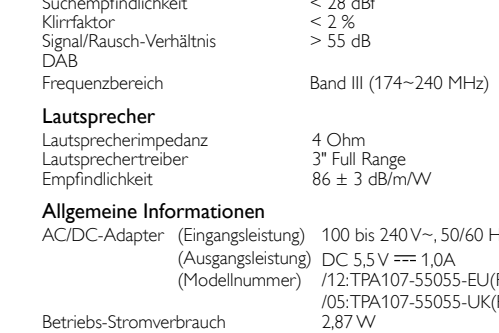 Suchempfindlichkeit < 28 dBf
Klirrfaktor < 2 %
Signal/Rausch-Verhältnis > 55 dB
DAB
Frequenzbereich Band III (174~240 MHz)
Lautsprecher
Lautsprecherimpedanz 4 Ohm
Lautsprechertreiber 3" Full Range
Empfindlichkeit 86 ± 3 dB/m/W
Allgemeine Informationen
AC/DC-Adapter (Eingangsleistung) 100 bis 240 V~, 50/60 H
(Ausgangsleistung) DC 5,5 V ⎓ 1,0A
(Modellnummer) /12:TPA107-55055-EU(
/05:TPA107-55055-UK(
Betriebs-Stromverbrauch 2,87 W